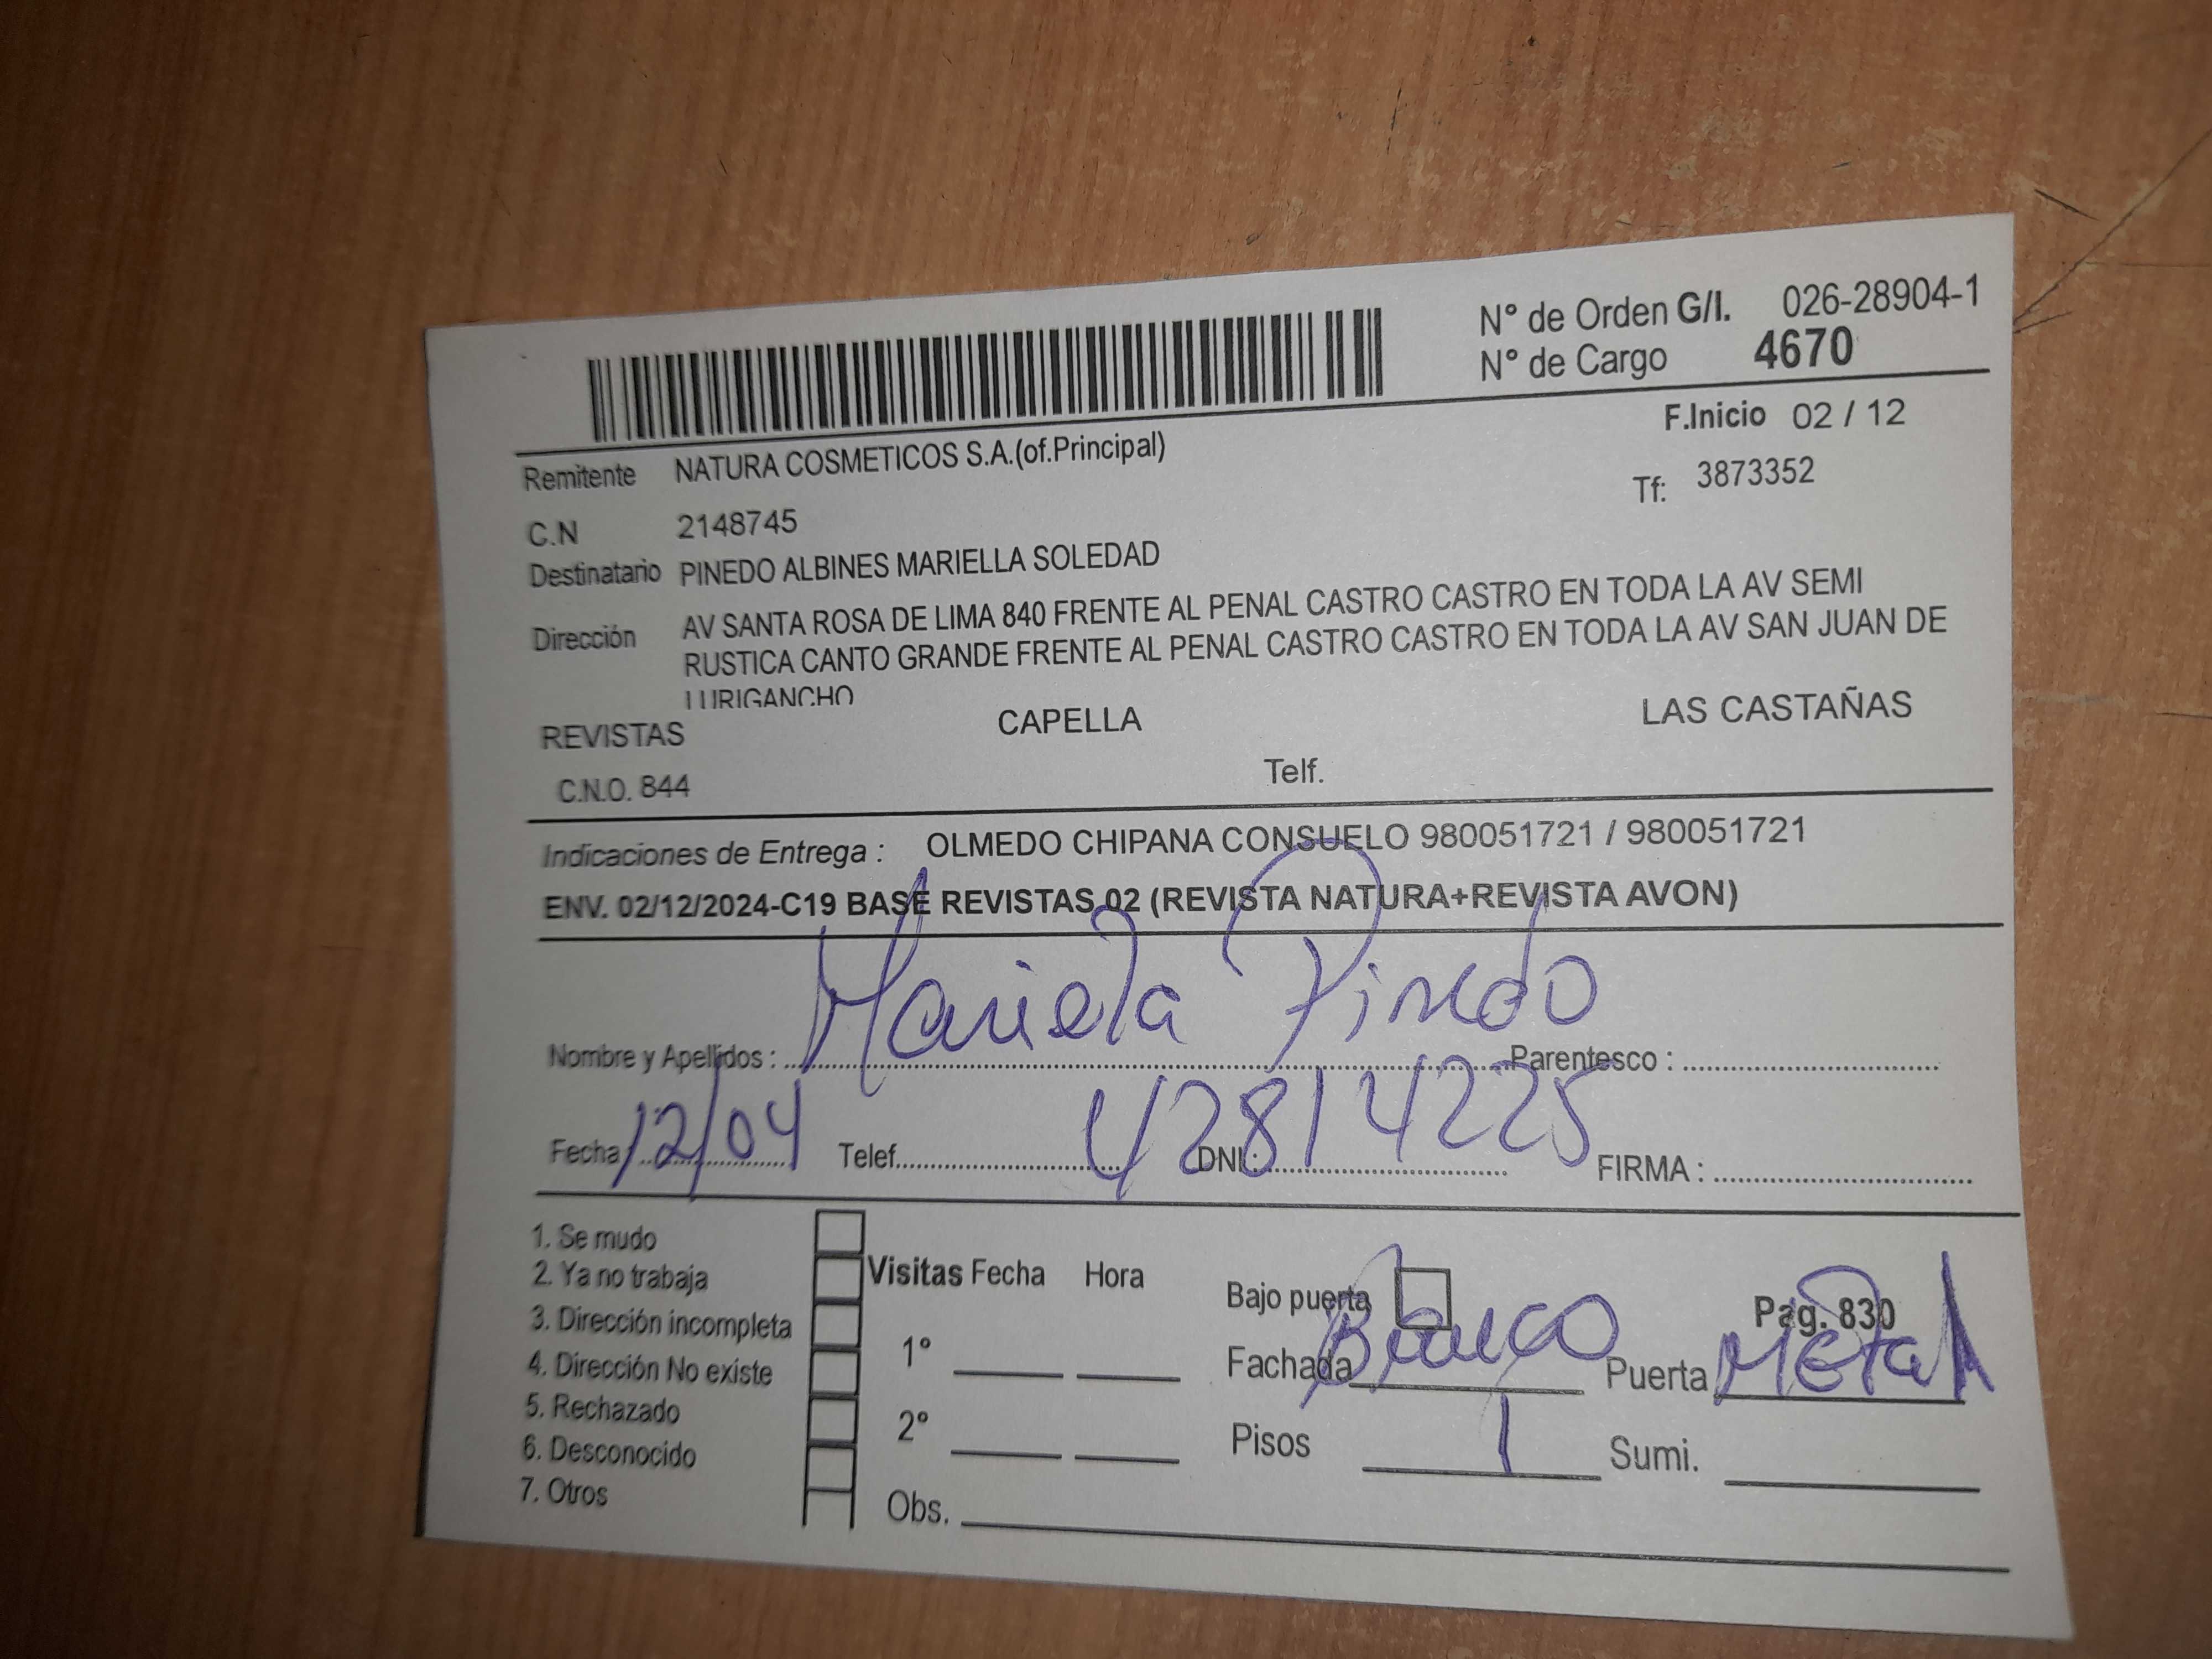 N° de Orden G/I. 026-28904-1
N° de Cargo 4670
F.Inicio 02 / 12
Remitente NATURA COSMETICOS S.A.(of.Principal)
Tf: 3873352
C.N 2148745
Destinatario PINEDO ALBINES MARIELLA SOLEDAD
Dirección AV SANTA ROSA DE LIMA 840 FRENTE AL PENAL CASTRO CASTRO EN TODA LA AV SEMI
RUSTICA CANTO GRANDE FRENTE AL PENAL CASTRO CASTRO EN TODA LA AV SAN JUAN DE
LURIGANCHO
REVISTAS CAPELLA LAS CASTAÑAS
C.N.O. 844 Telf.
Indicaciones de Entrega : OLMEDO CHIPANA CONSUELO 980051721 / 980051721
ENV. 02/12/2024-C19 BASE REVISTAS 02 (REVISTA NATURA+REVISTA AVON)
Nombre y Apellidos : Mariela Pinedo Parentesco :
Fecha : 12/04 Telef. DNI: 42814225 FIRMA :
1. Se mudo
2. Ya no trabaja
3. Dirección incompleta
4. Dirección No existe
5. Rechazado
6. Desconocido
7. Otros
Visitas Fecha Hora
1°
2°
Obs.
Bajo puerta Pag. 830
Fachada Blanco Puerta Metal
Pisos 1 Sumi.